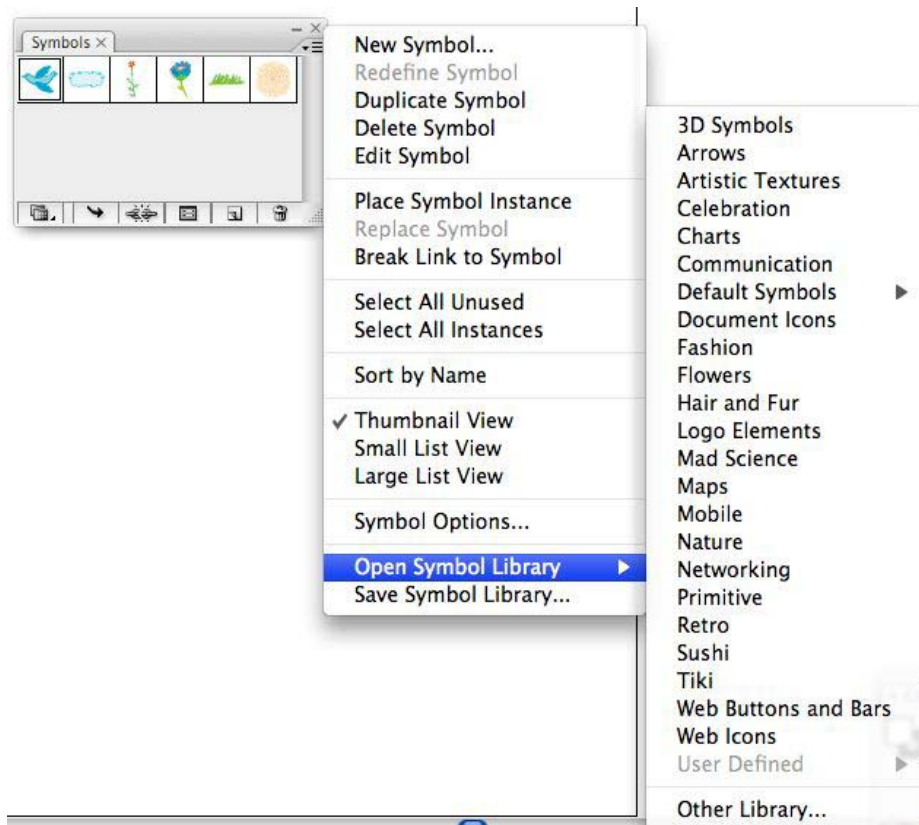 Symbols
New Symbol...
Redefine Symbol
Duplicate Symbol
Delete Symbol
Edit Symbol
Place Symbol Instance
Replace Symbol
Break Link to Symbol
Select All Unused
Select All Instances
Sort by Name
Thumbnail View
Small List View
Large List View
Symbol Options...
Open Symbol Library
Save Symbol Library...
3D Symbols
Arrows
Artistic Textures
Celebration
Charts
Communication
Default Symbols
Document Icons
Fashion
Flowers
Hair and Fur
Logo Elements
Mad Science
Maps
Mobile
Nature
Networking
Primitive
Retro
Sushi
Tiki
Web Buttons and Bars
Web Icons
User Defined
Other Library...